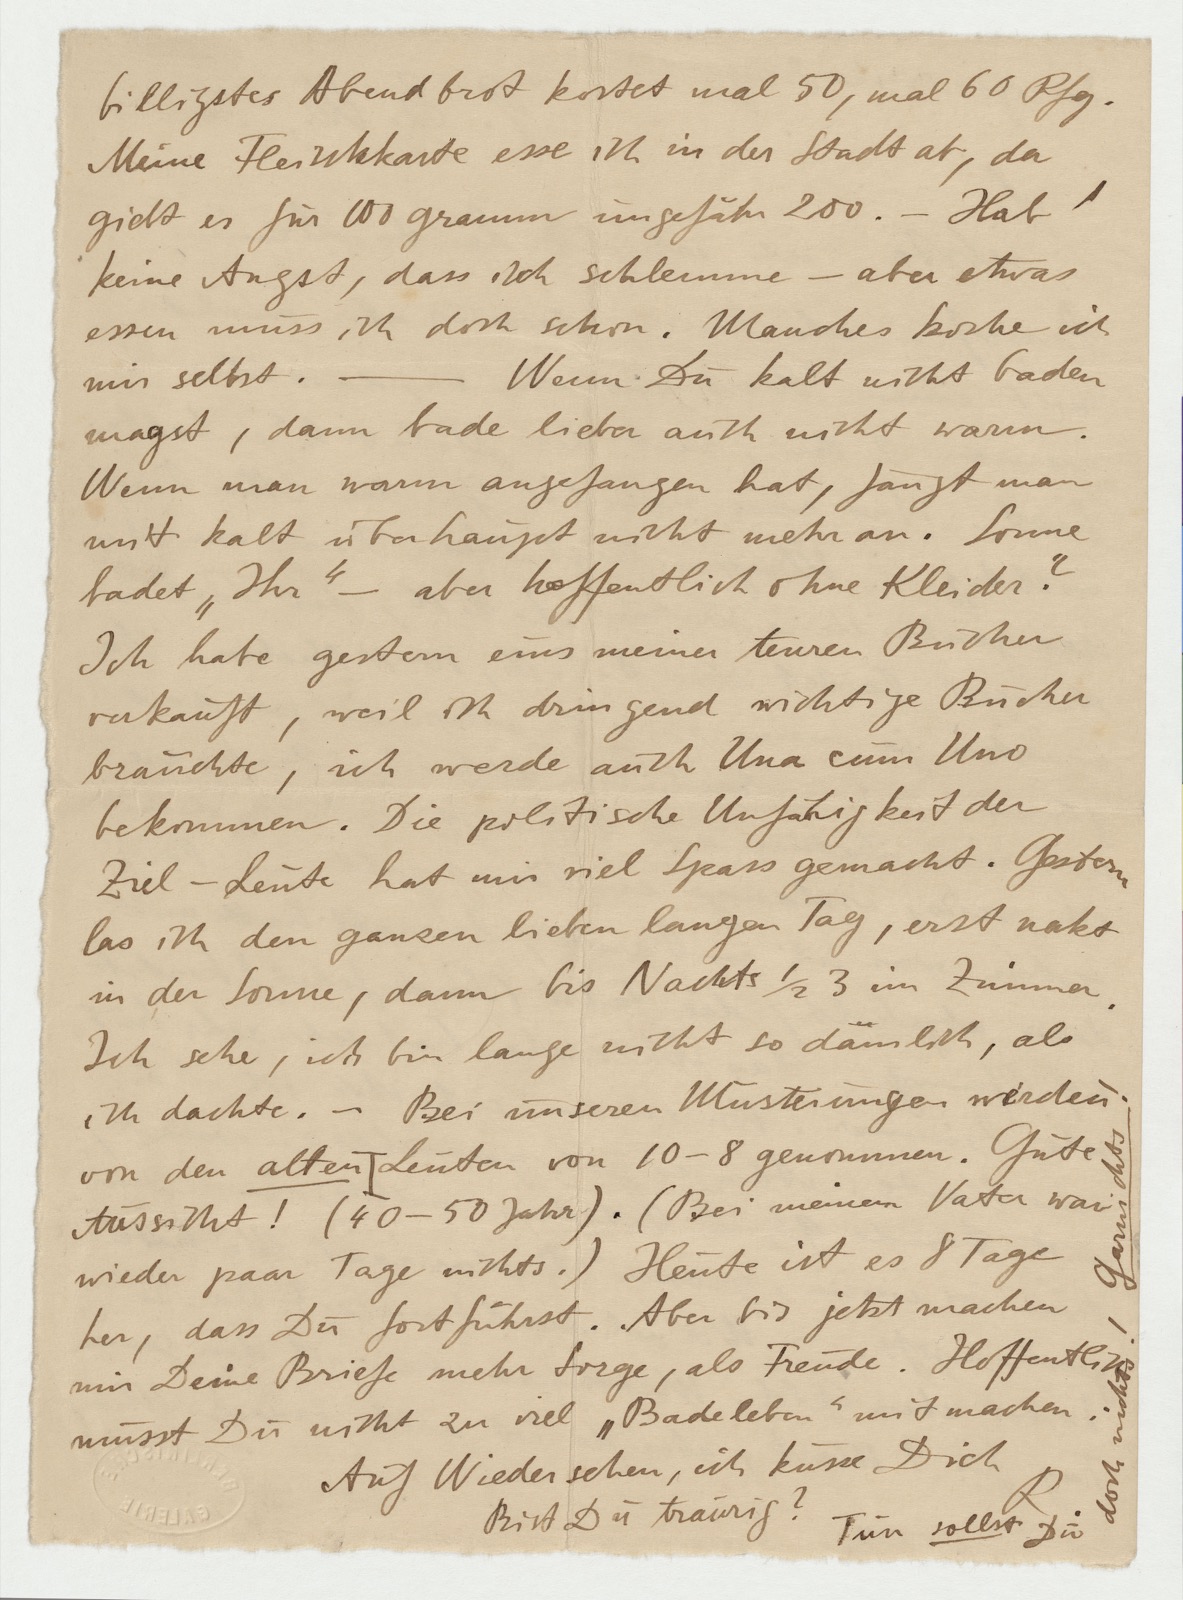 billigstes Abendbrot kostet mal 50, mal 60 Pfg.
Meine Fleischkarte esse ich in der Stadt ab, da
giebt es für 100 gramm ungefähr 200. — Hab'
keine Angst, dass ich schlemme — aber etwas
essen muss ich doch schon. Manches koche ich
mir selbst. —— Wenn Du kalt nicht baden
magst, dann bade lieber auch nicht warm.
Wenn man warm angefangen hat, fängt man
mit kalt überhaupt nicht mehr an. Sonne
badet „Ihr“ — aber hoffentlich ohne Kleider?
Ich habe gestern eins meiner teuren Bücher
verkauft, weil ich dringend wichtige Bücher
brauchte, ich werde auch Una cum Uno
bekommen. Die politische Unfähigkeit der
Ziel-Leute hat mir viel Spass gemacht. Gestern
las ich den ganzen lieben langen Tag, erst nakt
in der Sonne, dann bis Nachts ½ 3 im Zimmer.
Ich sehe, ich bin lange nicht so dämlich, als
ich dachte. — Bei unseren Musterungen werden
von den alten Leuten von 10–8 genommen. Gute
Aussicht! (40–50 Jahr). (Bei meinem Vater war
wieder paar Tage nichts.) Heute ist es 8 Tage
her, dass Du fortfuhrst. Aber bis jetzt machen
mir Deine Briefe mehr Sorge, als Freude. Hoffentlich
musst Du nicht zu viel „Badeleben“ mitmachen.
Auf Wiedersehen, ich küsse Dich
R
Bist Du traurig? Tun sollst Du
doch nichts! Garnichts!
BERLINISCHE GALERIE